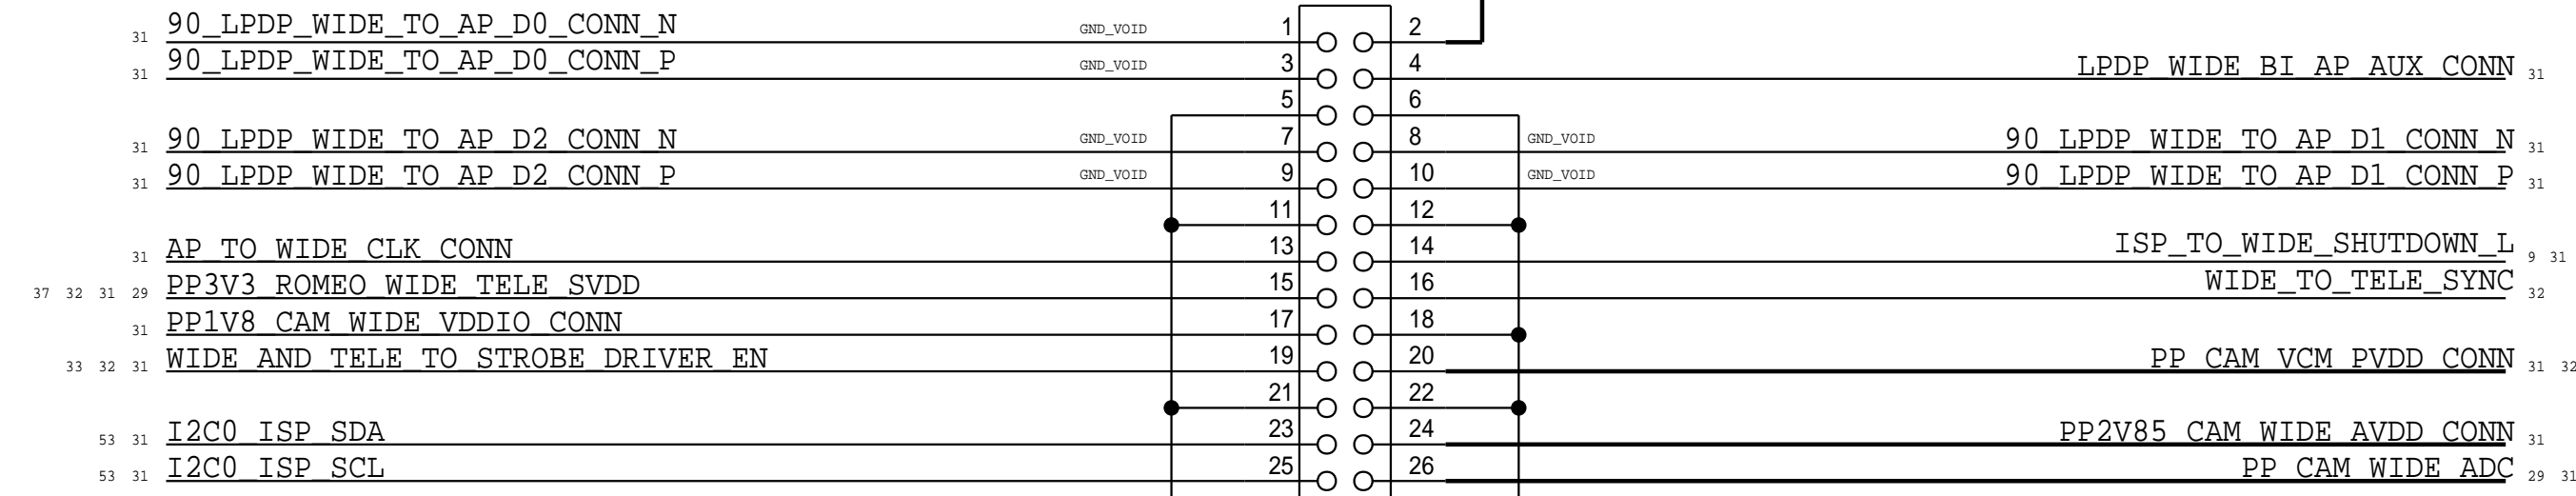 31 90_LPDP_WIDE_TO_AP_D0_CONN_N GND_VOID 1 2
31 90_LPDP_WIDE_TO_AP_D0_CONN_P GND_VOID 3 4 LPDP_WIDE_BI_AP_AUX_CONN 31
5 6
31 90_LPDP_WIDE_TO_AP_D2_CONN_N GND_VOID 7 8 GND_VOID 90_LPDP_WIDE_TO_AP_D1_CONN_N 31
31 90_LPDP_WIDE_TO_AP_D2_CONN_P GND_VOID 9 10 GND_VOID 90_LPDP_WIDE_TO_AP_D1_CONN_P 31
11 12
31 AP_TO_WIDE_CLK_CONN 13 14 ISP_TO_WIDE_SHUTDOWN_L 9 31
37 32 31 29 PP3V3_ROMEO_WIDE_TELE_SVDD 15 16 WIDE_TO_TELE_SYNC 32
31 PP1V8_CAM_WIDE_VDDIO_CONN 17 18
33 32 31 WIDE_AND_TELE_TO_STROBE_DRIVER_EN 19 20 PP_CAM_VCM_PVDD_CONN 31 32
21 22
53 31 I2C0_ISP_SDA 23 24 PP2V85_CAM_WIDE_AVDD_CONN 31
53 31 I2C0_ISP_SCL 25 26 PP_CAM_WIDE_ADC 29 31